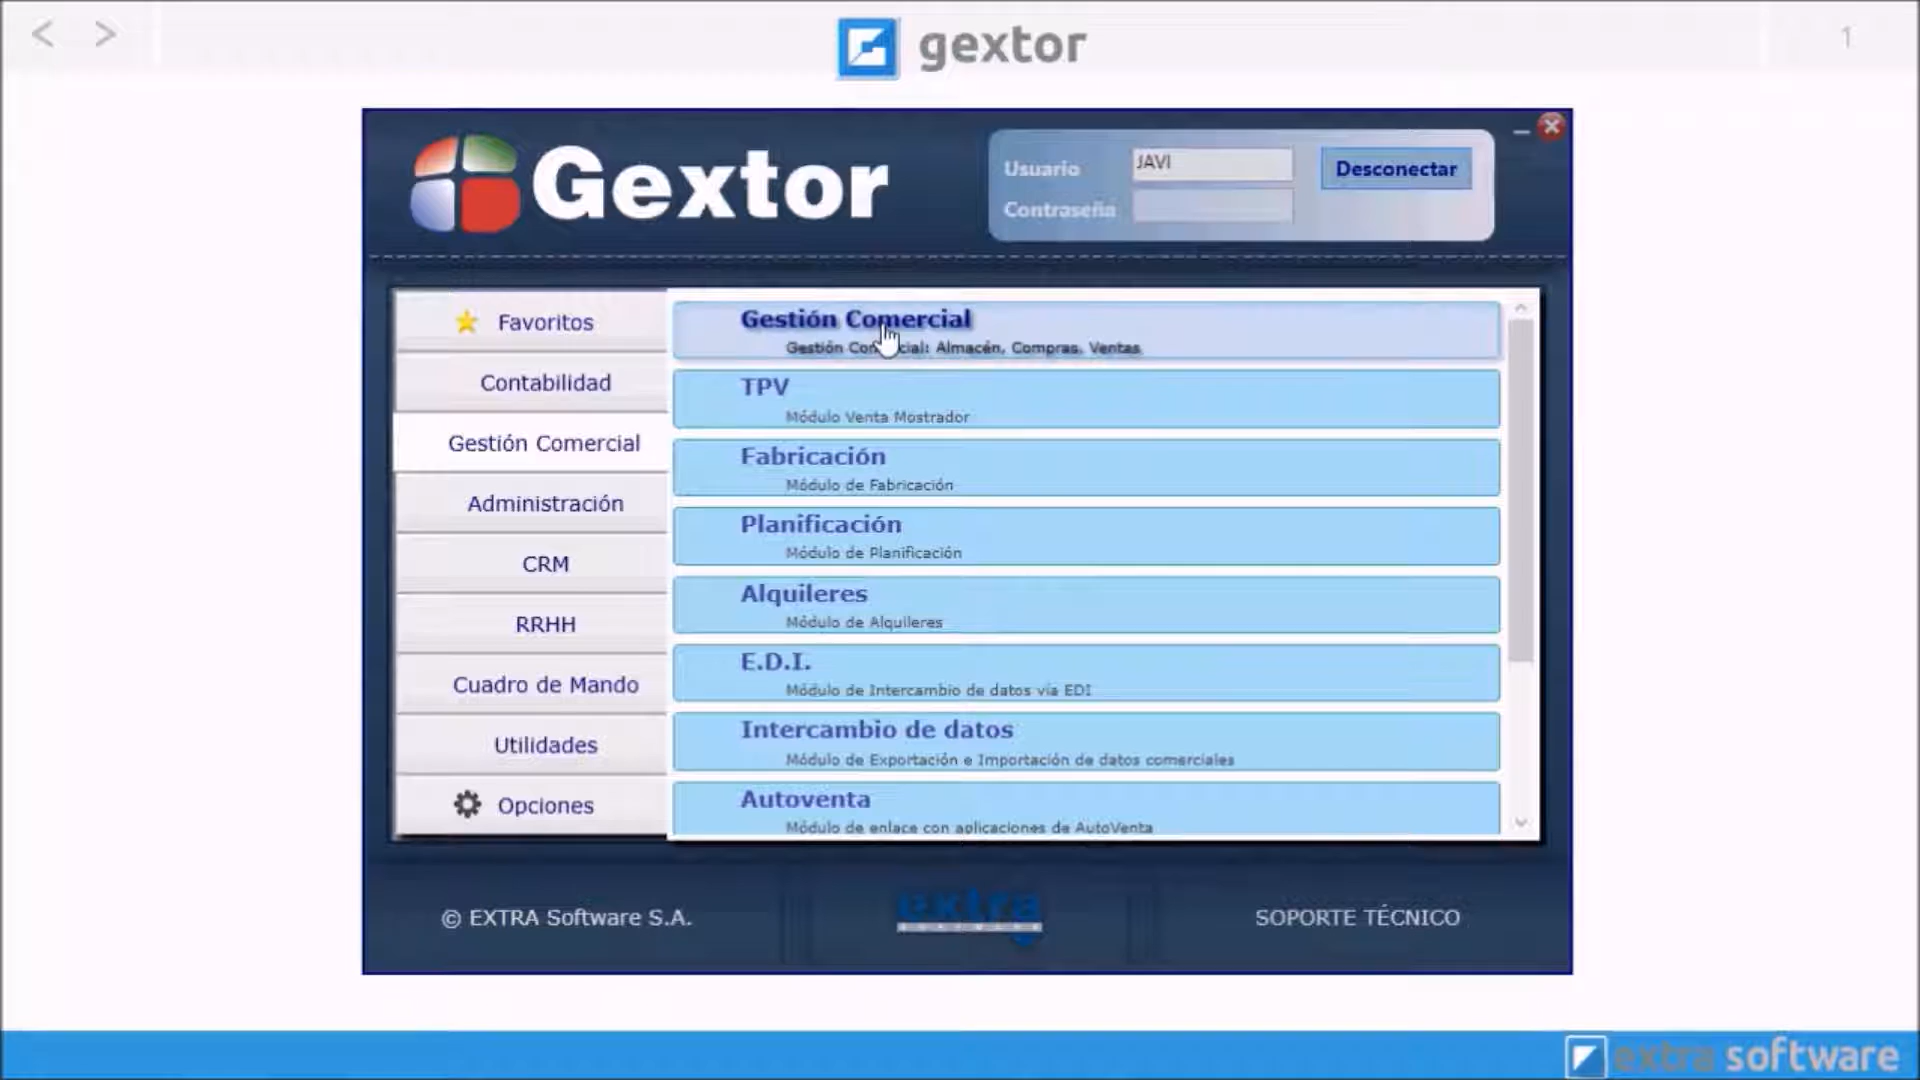 gextor
1
Gextor
Usuario
JAVI
Desconectar
Contraseña
Favoritos
Contabilidad
Gestión Comercial
Administración
CRM
RRHH
Cuadro de Mando
Utilidades
Opciones
Gestión Comercial
Gestión Comercial: Almacén, Compras, Ventas
TPV
Módulo Venta Mostrador
Fabricación
Módulo de Fabricación
Planificación
Módulo de Planificación
Alquileres
Módulo de Alquileres
E.D.I.
Módulo de Intercambio de datos vía EDI
Intercambio de datos
Módulo de Exportación e Importación de datos comerciales
Autoventa
Módulo de enlace con aplicaciones de AutoVenta
© EXTRA Software S.A.
extra
SOFTWARE
SOPORTE TÉCNICO
extra software